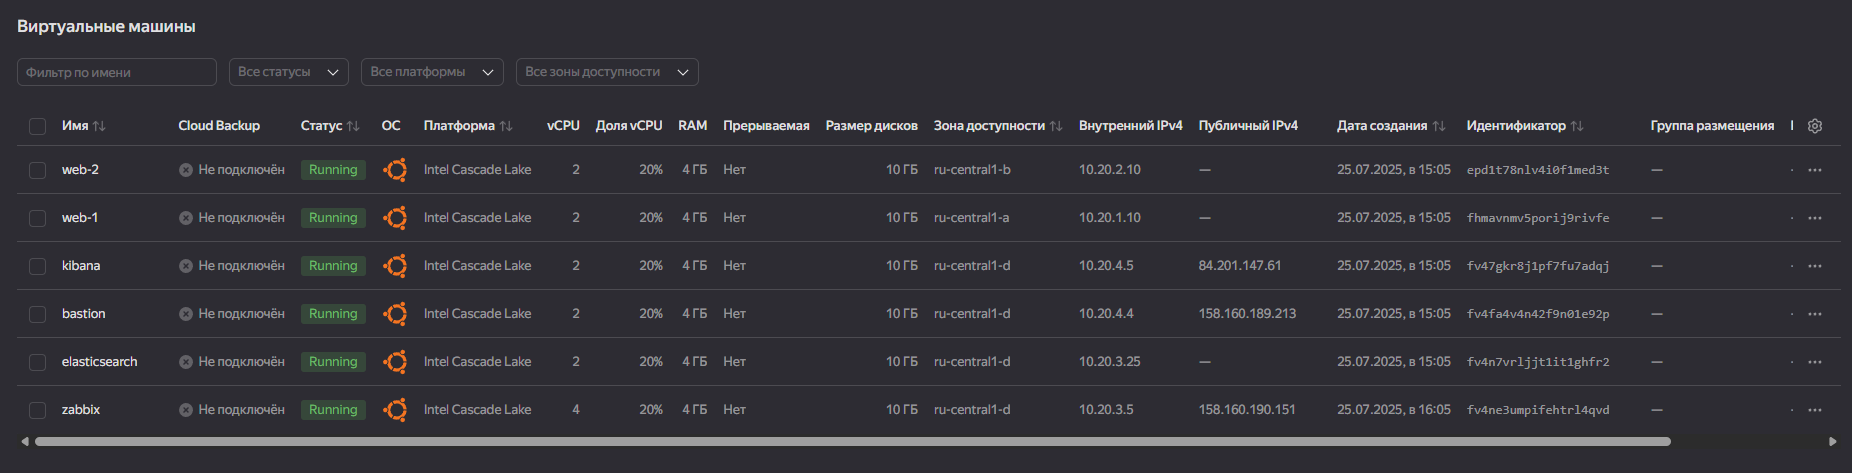 Виртуальные машины
Фильтр по имени Все статусы Все платформы Все зоны доступности
Имя Cloud Backup Статус ОС Платформа vCPU Доля vCPU RAM Прерываемая Размер дисков Зона доступности Внутренний IPv4 Публичный IPv4 Дата создания Идентификатор Группа размещения
web-2 Не подключён Running Intel Cascade Lake 2 20% 4 ГБ Нет 10 ГБ ru-central1-b 10.20.2.10 — 25.07.2025, в 15:05 epd1t78nlv4i0f1med3t —
web-1 Не подключён Running Intel Cascade Lake 2 20% 4 ГБ Нет 10 ГБ ru-central1-a 10.20.1.10 — 25.07.2025, в 15:05 fhmavnmv5porij9rivfe —
kibana Не подключён Running Intel Cascade Lake 2 20% 4 ГБ Нет 10 ГБ ru-central1-d 10.20.4.5 84.201.147.61 25.07.2025, в 15:05 fv47gkr8j1pf7fu7adqj —
bastion Не подключён Running Intel Cascade Lake 2 20% 4 ГБ Нет 10 ГБ ru-central1-d 10.20.4.4 158.160.189.213 25.07.2025, в 15:05 fv4fa4v4n42f9n01e92p —
elasticsearch Не подключён Running Intel Cascade Lake 2 20% 4 ГБ Нет 10 ГБ ru-central1-d 10.20.3.25 — 25.07.2025, в 15:05 fv4n7vrljjt1it1ghfr2 —
zabbix Не подключён Running Intel Cascade Lake 4 20% 4 ГБ Нет 10 ГБ ru-central1-d 10.20.3.5 158.160.190.151 25.07.2025, в 16:05 fv4ne3umpifehtrl4qvd —